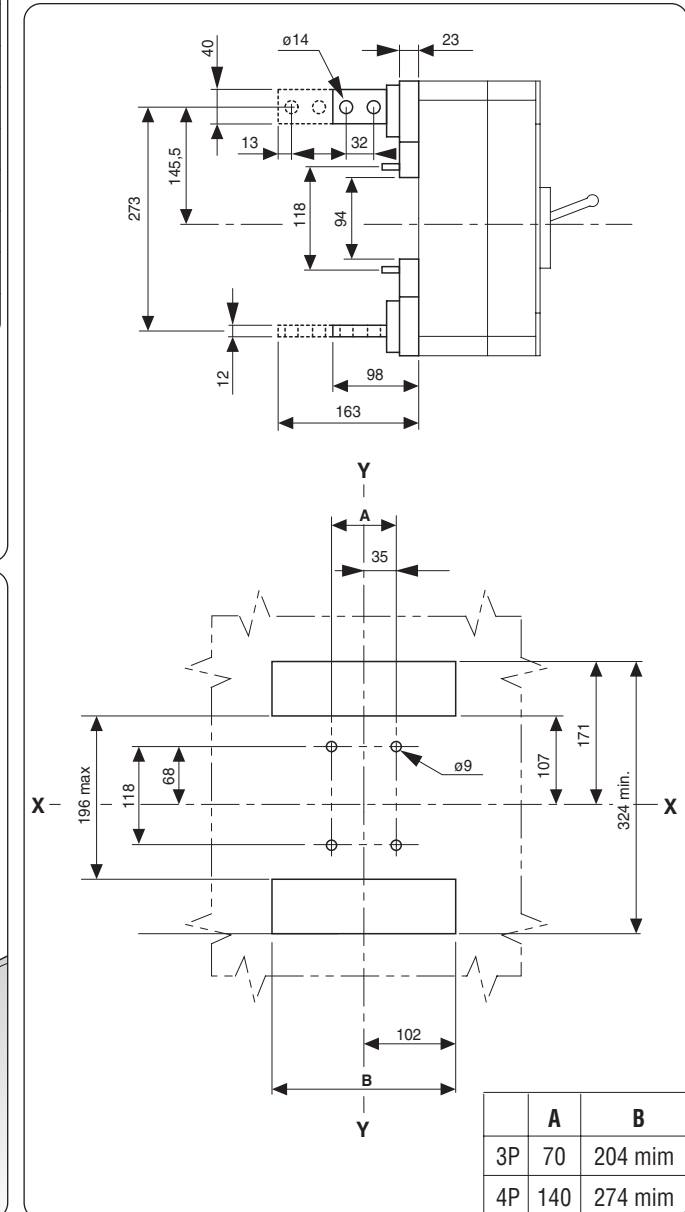 40
ø14
23
13
32
145,5
273
118
94
12
98
163
Y
A
35
196 max
118
68
ø9
107
171
324 min.
X
X
102
B
Y
A B
3P 70 204 mim
4P 140 274 mim